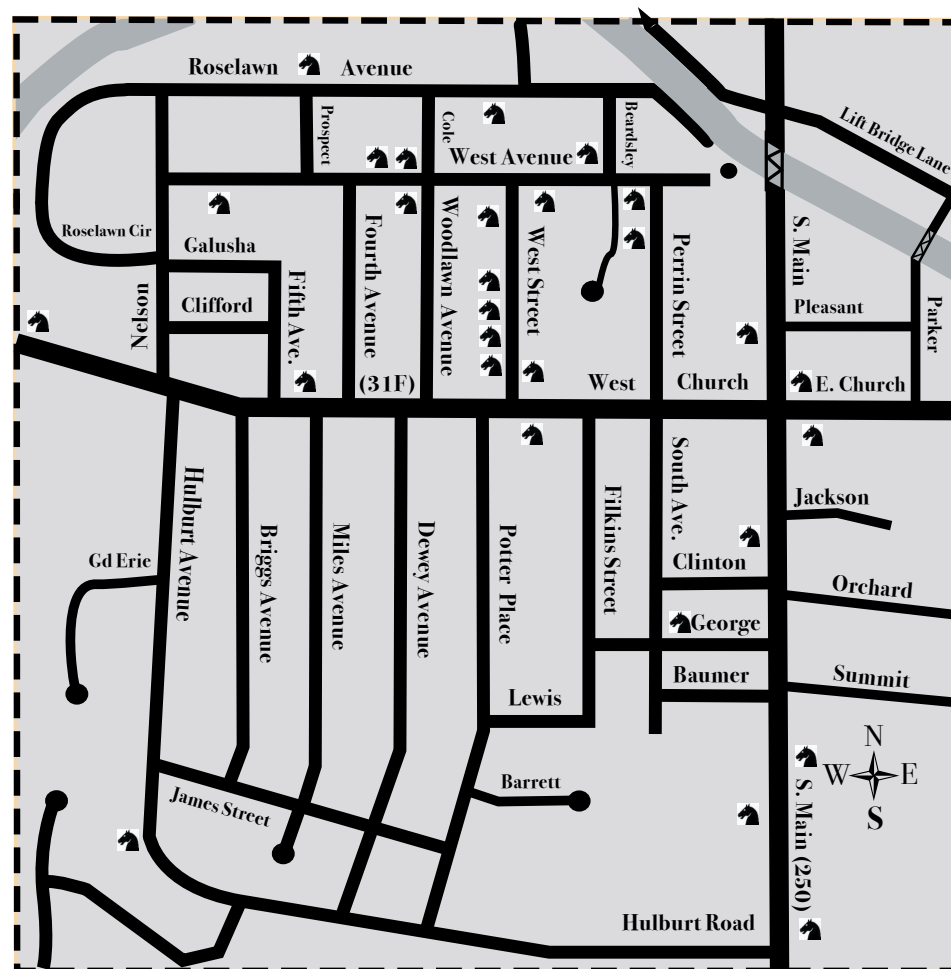 Roselawn Avenue
Lift Bridge Lane
Prospect
Cole
Beardsley
West Avenue
Roselawn Cir
Galusha
Clifford
Nelson
Fifth Ave.
Fourth Avenue
(31F)
Woodlawn Avenue
West Street
Perrin Street
S. Main
Pleasant
Parker
West Church
E. Church
Hulburt Avenue
Gd Erie
Briggs Avenue
Miles Avenue
Dewey Avenue
Potter Place
Filkins Street
South Ave.
Jackson
Clinton
Orchard
George
Baumer
Summit
Lewis
Barrett
James Street
N
W E
S
S. Main (250)
Hulburt Road